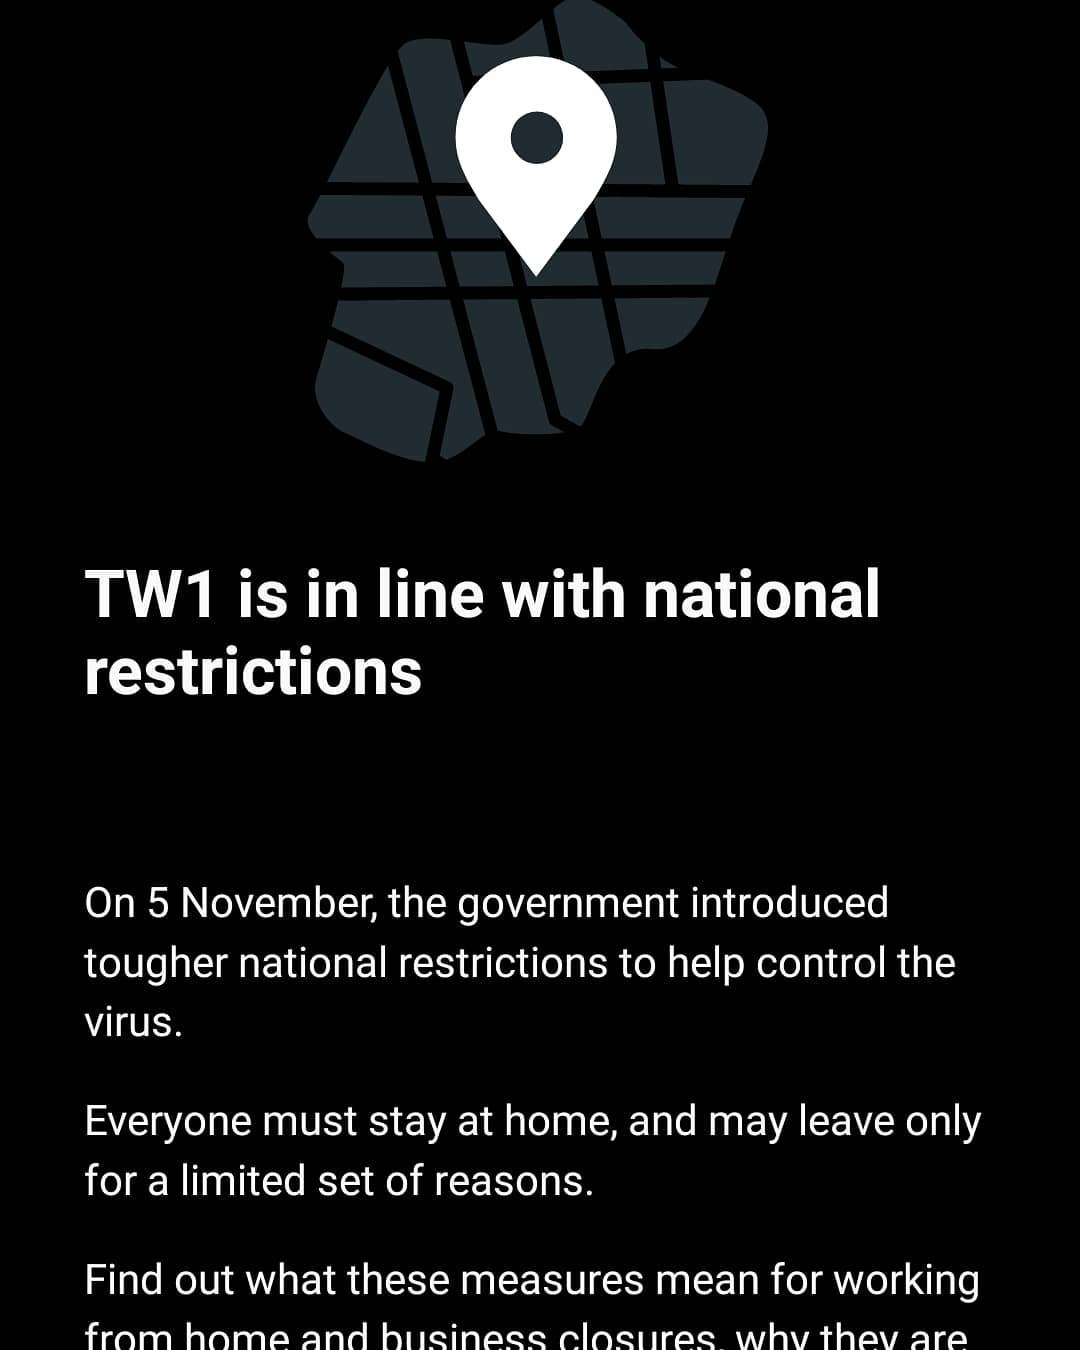 TW1 is in line with national
restrictions
On 5 November, the government introduced
tougher national restrictions to help control the
virus.
Everyone must stay at home, and may leave only
for a limited set of reasons.
Find out what these measures mean for working
from home and business closures, why they are